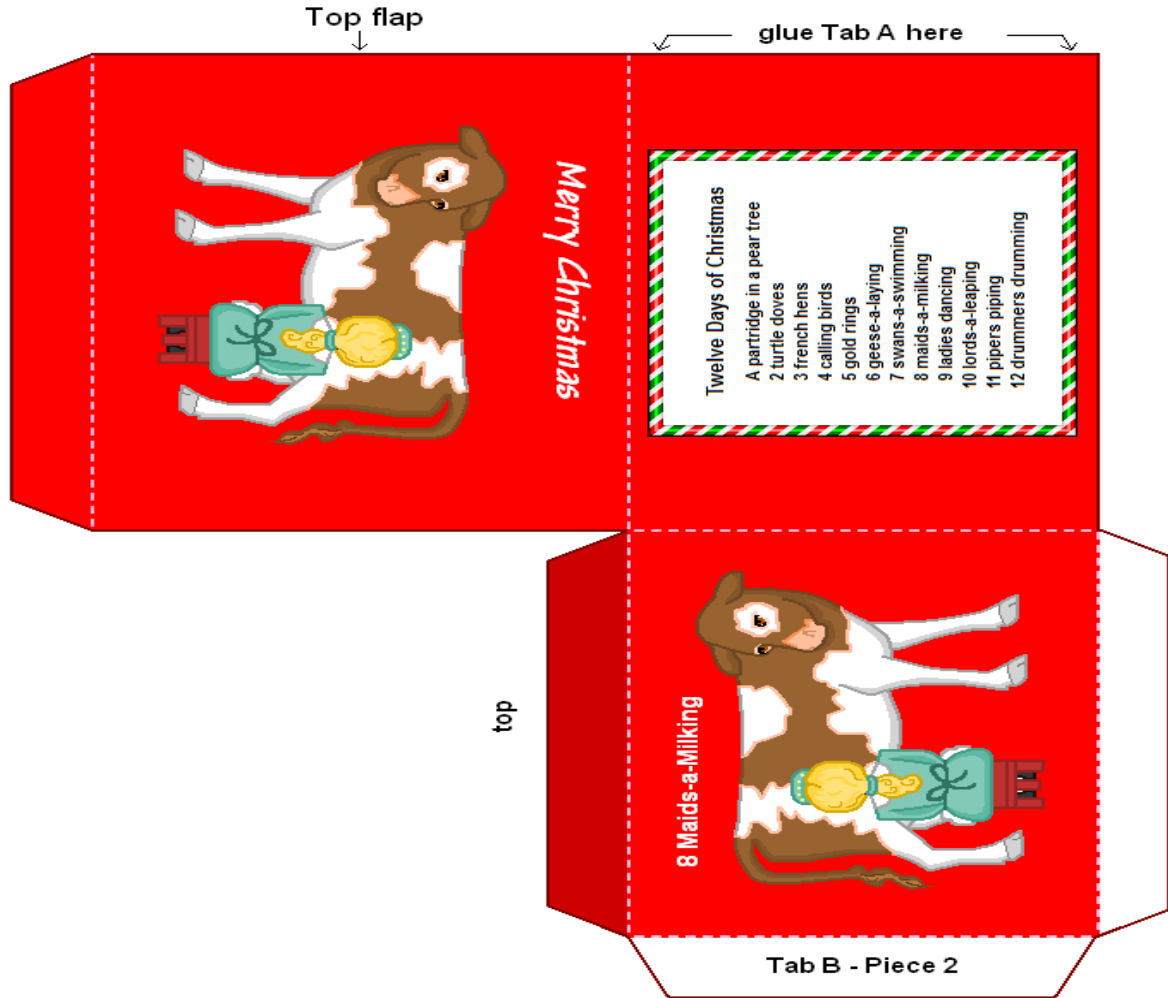 Top flap
glue Tab A here
Merry Christmas
Twelve Days of Christmas
A partridge in a pear tree
2 turtle doves
3 french hens
4 calling birds
5 gold rings
6 geese-a-laying
7 swans-a-swimming
8 maids-a-milking
9 ladies dancing
10 lords-a-leaping
11 pipers piping
12 drummers drumming
top
8 Maids-a-Milking
Tab B - Piece 2